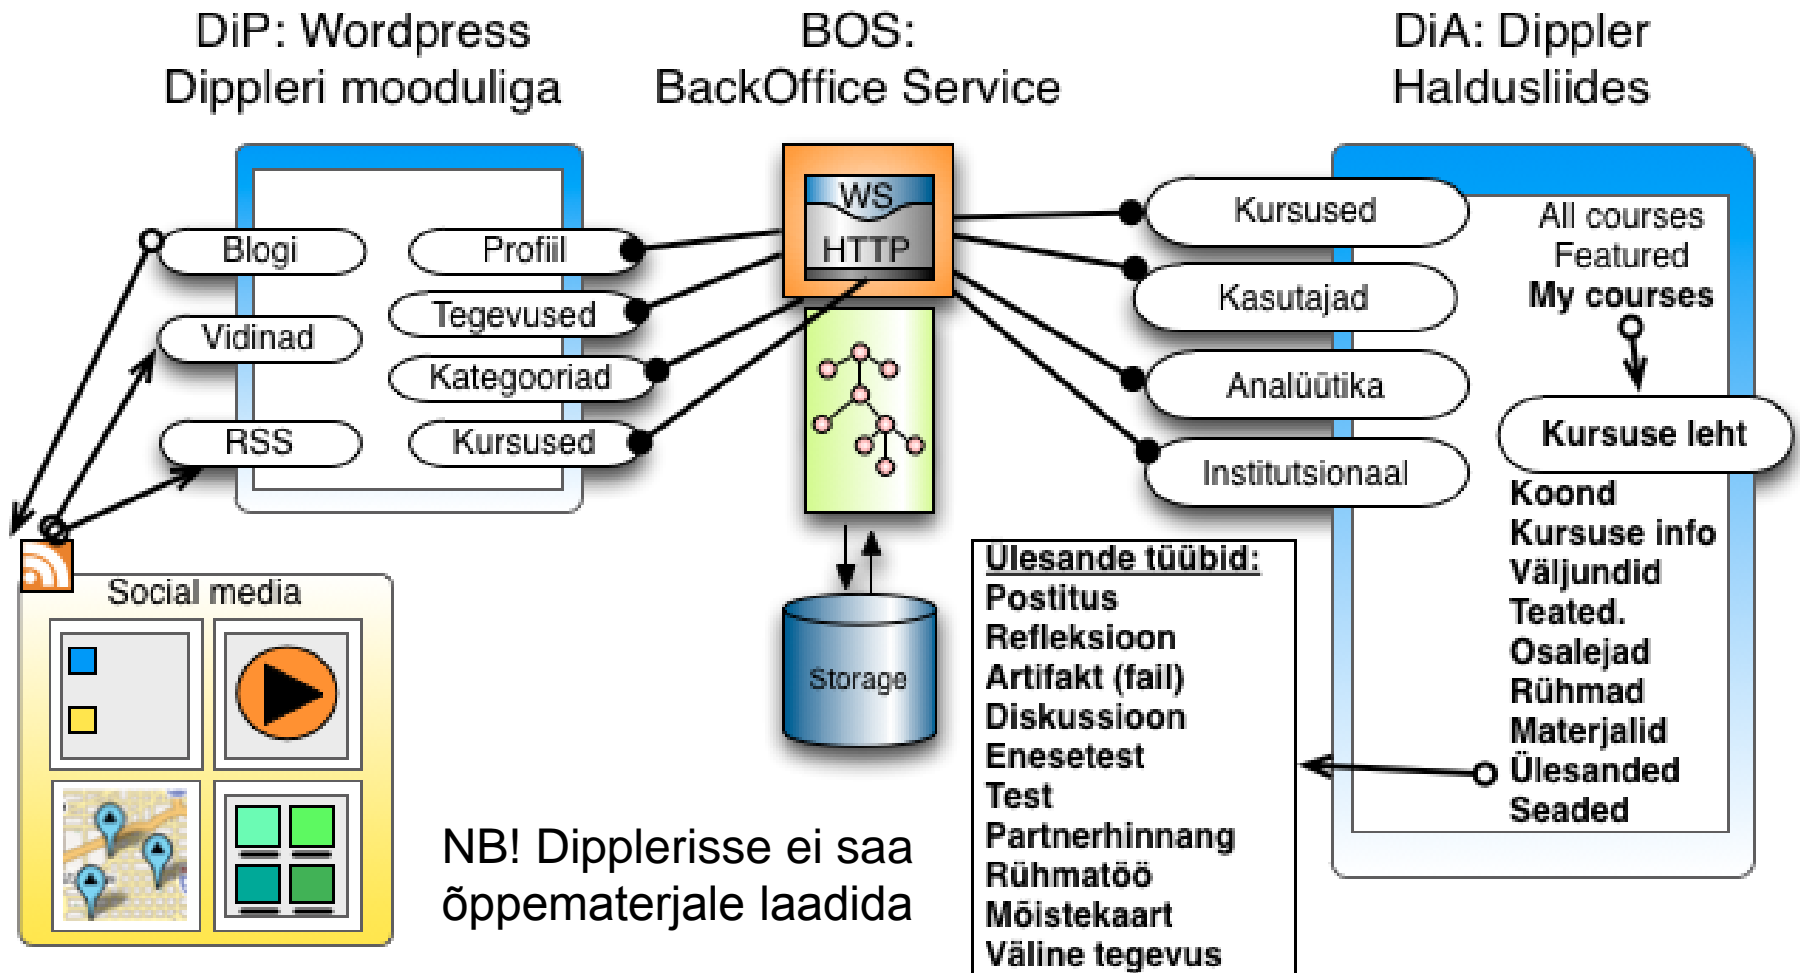 DiP: Wordpress
Dippleri mooduliga
BOS:
BackOffice Service
DiA: Dippler
Haldusliides
Blogi
Vidinad
RSS
Profiil
Tegevused
Kategooriad
Kursused
WS
HTTP
Storage
Kursused
Kasutajad
Analüütika
Institutsionaal
All courses
Featured
My courses
Kursuse leht
Koond
Kursuse info
Väljundid
Teated.
Osalejad
Rühmad
Materjalid
Ülesanded
Seaded
Ülesande tüübid:
Postitus
Refleksioon
Artifakt (fail)
Diskussioon
Enesetest
Test
Partnerhinnang
Rühmatöö
Mõistekaart
Väline tegevus
Social media
NB! Dipplerisse ei saa
õppematerjale laadida